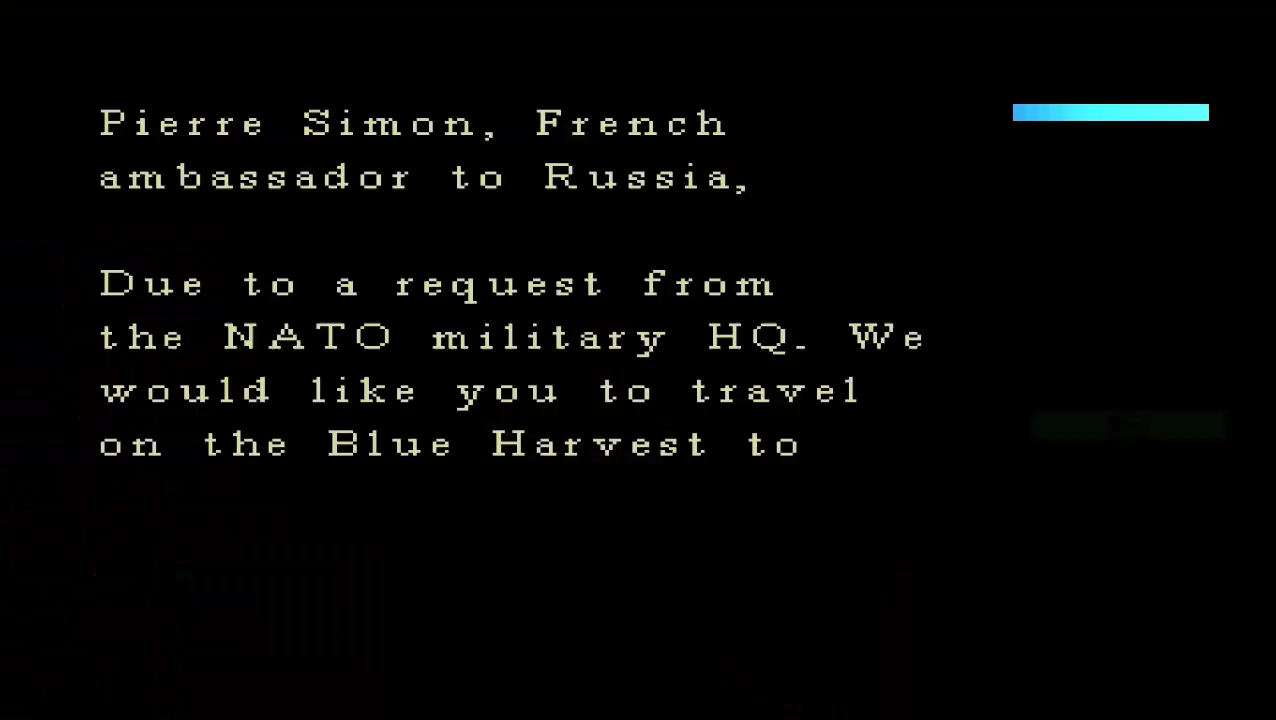 Pierre Simon, French
ambassador to Russia,
Due to a request from
the NATO military HQ. We
would like you to travel
on the Blue Harvest to